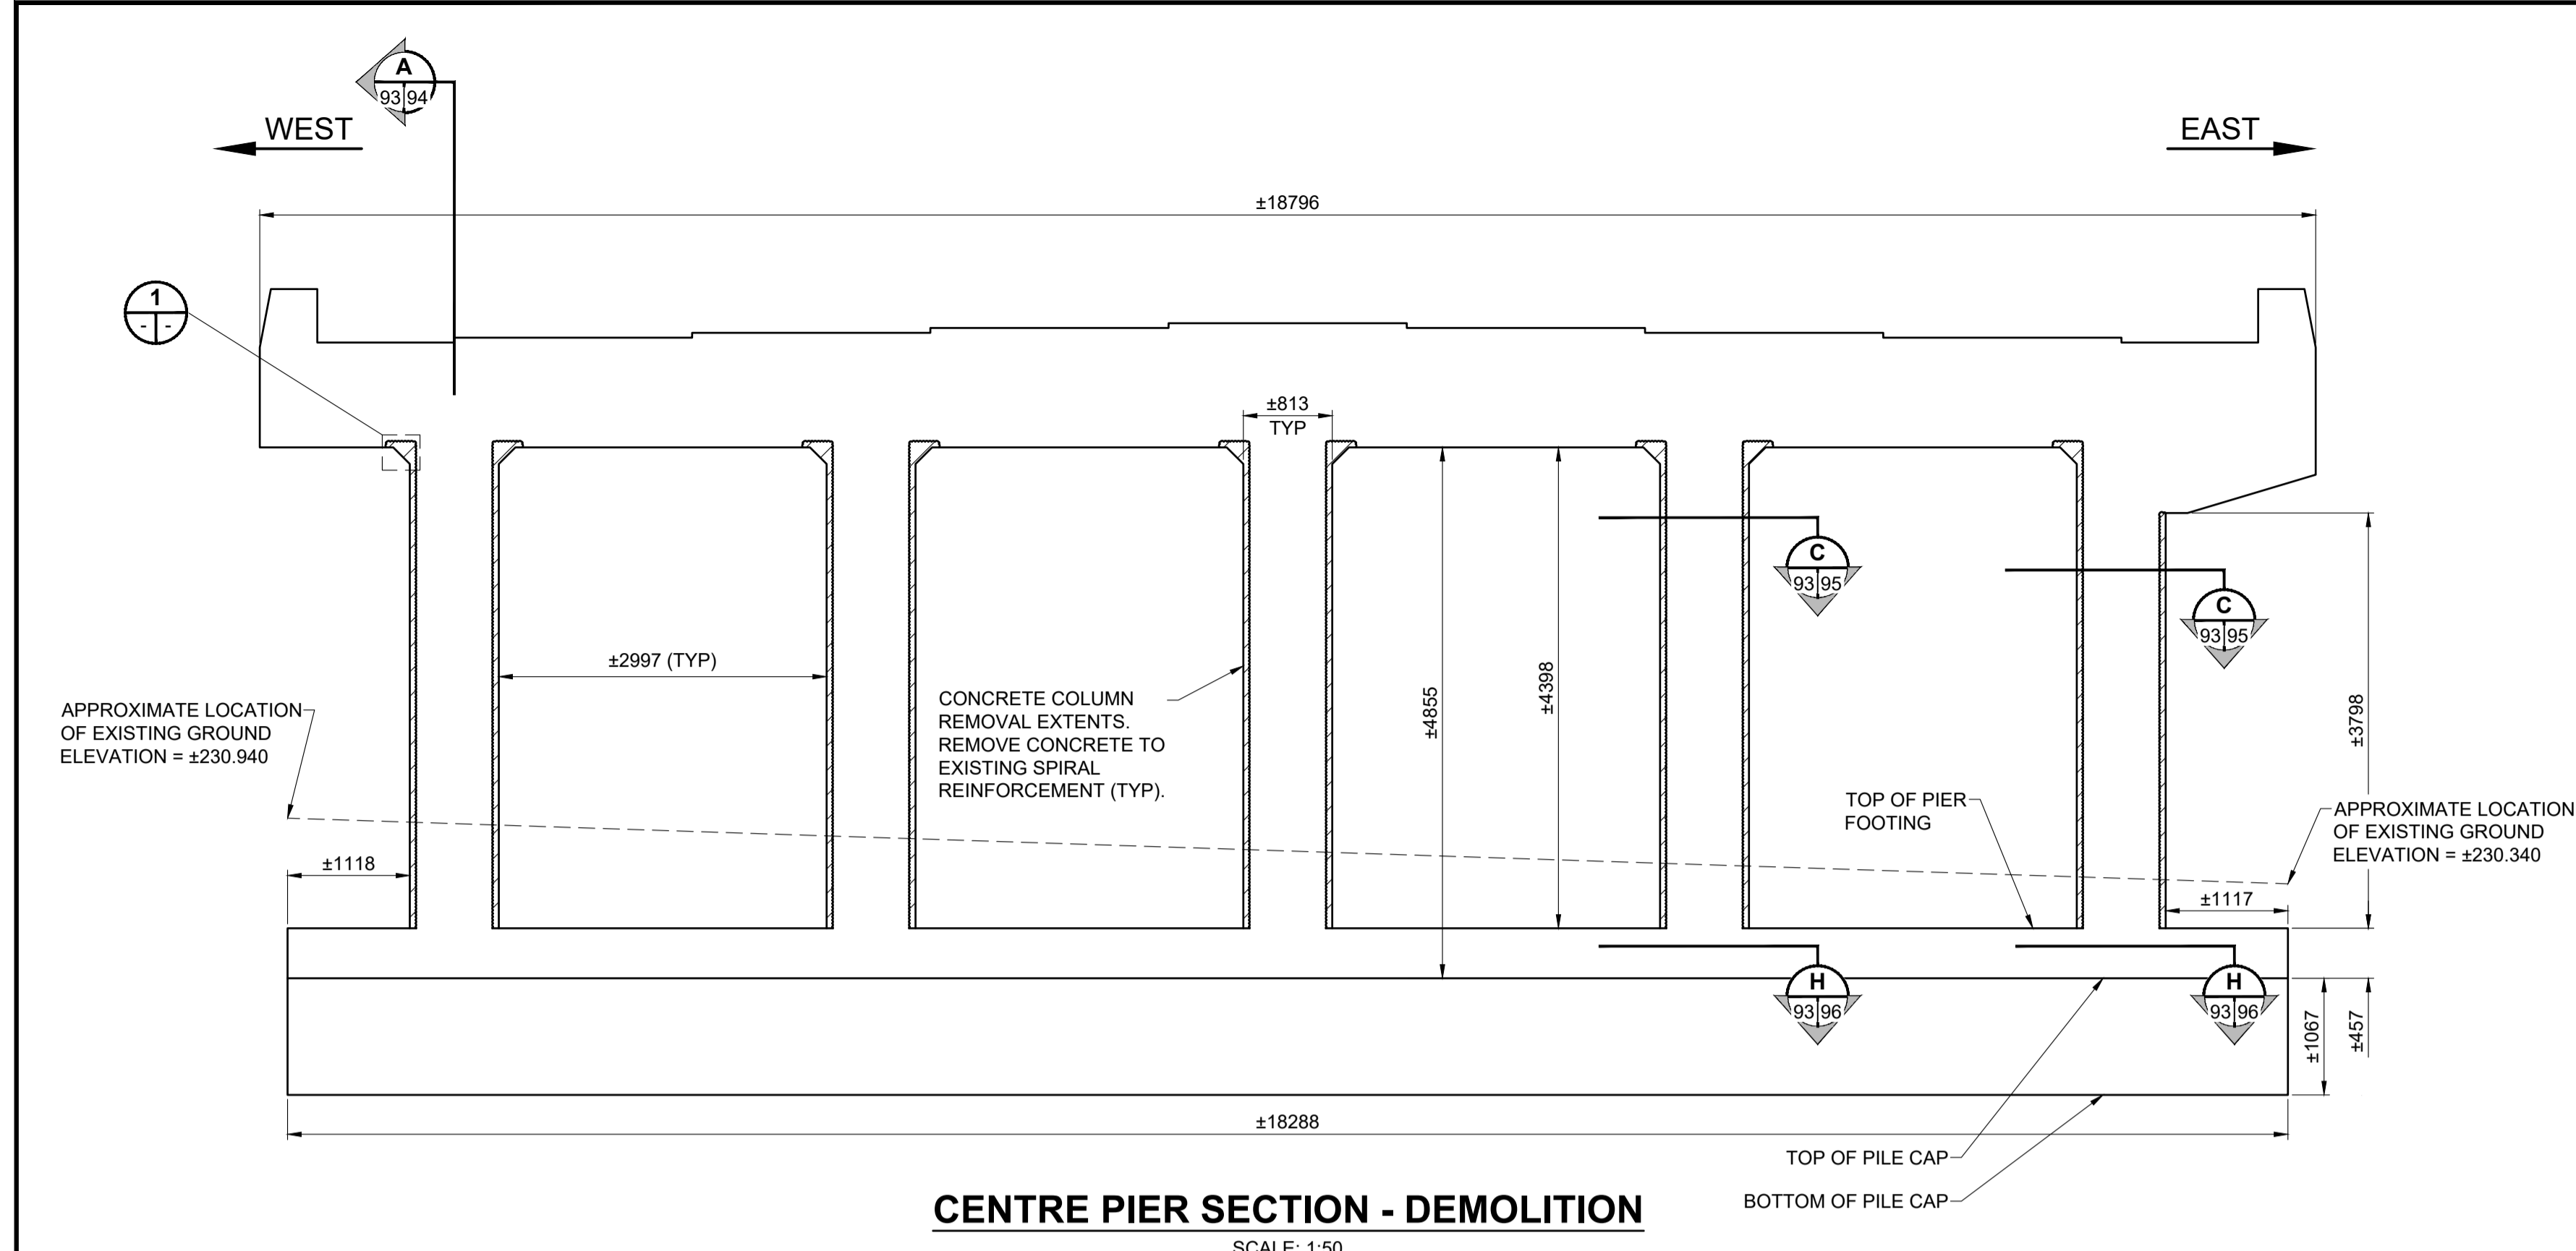 A
93 94
WEST
EAST
±18796
1
- -
±813
TYP
C
93 95
C
93 95
±2997 (TYP)
±4855
±4398
±3798
CONCRETE COLUMN
REMOVAL EXTENTS.
REMOVE CONCRETE TO
EXISTING SPIRAL
REINFORCEMENT (TYP).
APPROXIMATE LOCATION
OF EXISTING GROUND
ELEVATION = ±230.940
TOP OF PIER
FOOTING
APPROXIMATE LOCATION
OF EXISTING GROUND
ELEVATION = ±230.340
±1118
±1117
H
93 96
H
93 96
±1067
±457
±18288
TOP OF PILE CAP
BOTTOM OF PILE CAP
CENTRE PIER SECTION - DEMOLITION
SCALE: 1:50